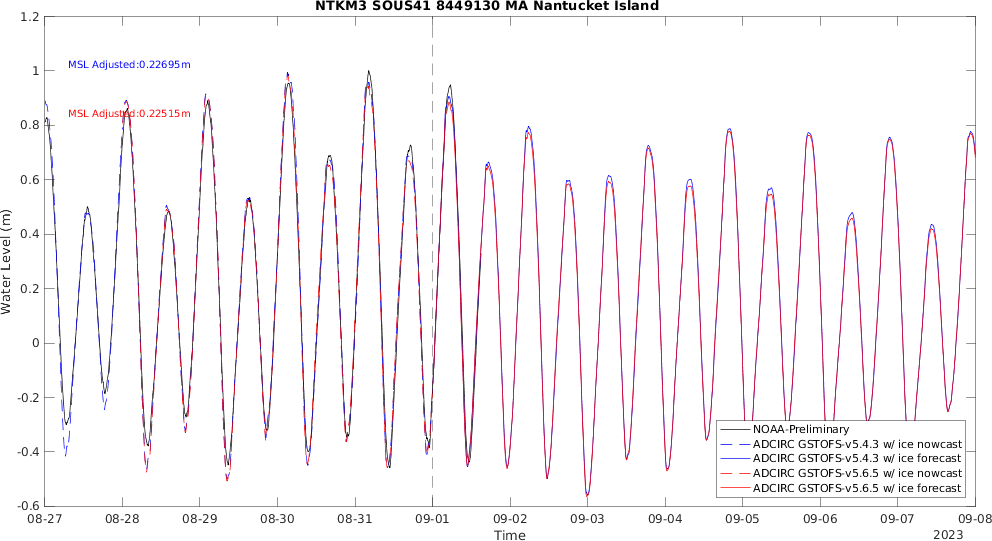 NTKM3 SOUS41 8449130 MA Nantucket Island
1.2
1
0.8
0.6
0.4
0.2
0
-0.2
-0.4
-0.6
Water Level (m)
MSL Adjusted:0.22695m
MSL Adjusted:0.22515m
NOAA-Preliminary
ADCIRC GSTOFS-v5.4.3 w/ ice nowcast
ADCIRC GSTOFS-v5.4.3 w/ ice forecast
ADCIRC GSTOFS-v5.6.5 w/ ice nowcast
ADCIRC GSTOFS-v5.6.5 w/ ice forecast
08-27 08-28 08-29 08-30 08-31 09-01 09-02 09-03 09-04 09-05 09-06 09-07 09-08
Time
2023